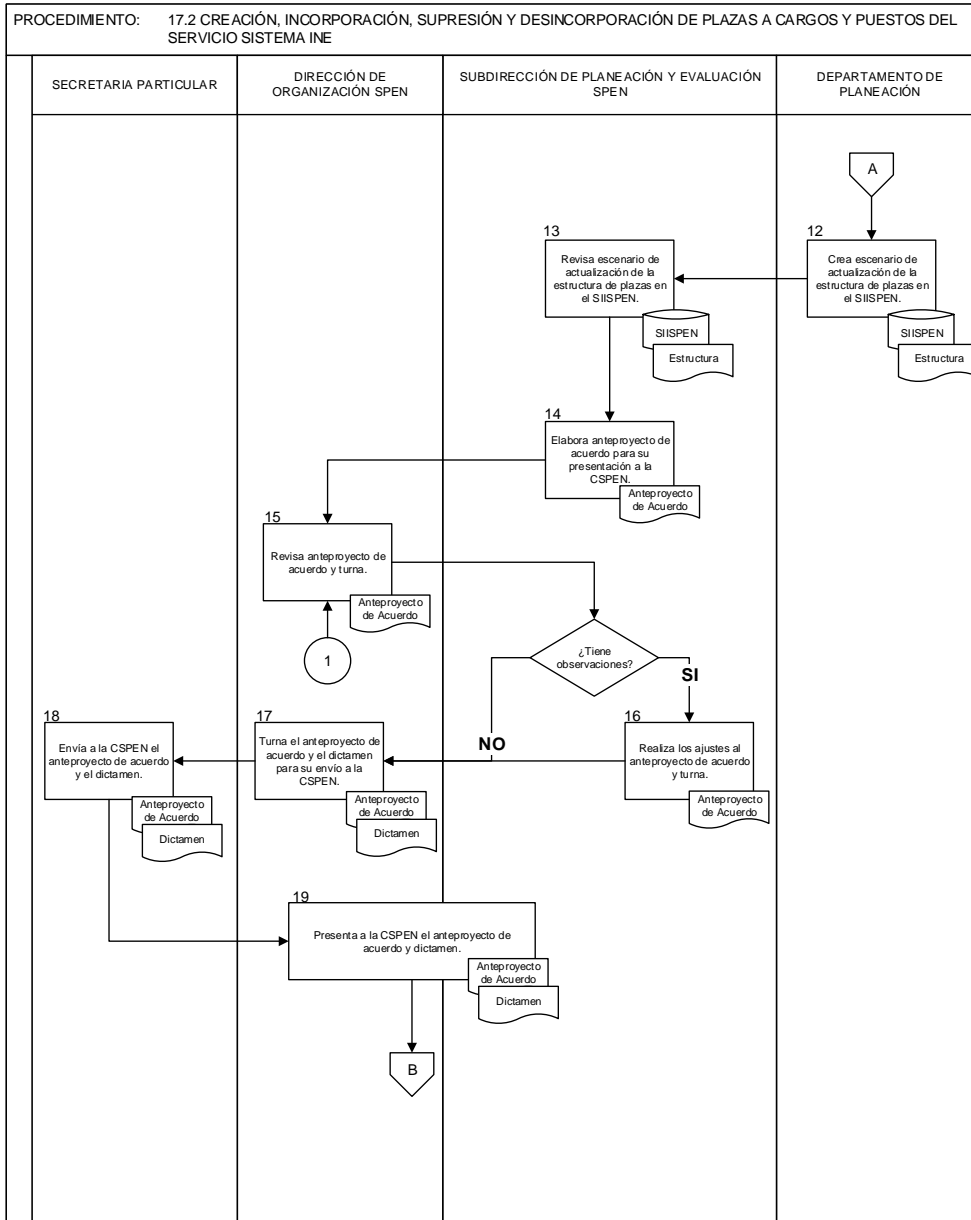 PROCEDIMIENTO: 17.2 CREACIÓN, INCORPORACIÓN, SUPRESIÓN Y DESINCORPORACIÓN DE PLAZAS A CARGOS Y PUESTOS DEL
SERVICIO SISTEMA INE
SECRETARIA PARTICULAR
DIRECCIÓN DE
ORGANIZACIÓN SPEN
SUBDIRECCIÓN DE PLANEACIÓN Y EVALUACIÓN
SPEN
DEPARTAMENTO DE
PLANEACIÓN
A
12
Crea escenario de
actualización de la
estructura de plazas en
el SIISPEN.
SIISPEN
Estructura
13
Revisa escenario de
actualización de la
estructura de plazas en
el SIISPEN.
SIISPEN
Estructura
14
Elabora anteproyecto de
acuerdo para su
presentación a la
CSPEN.
Anteproyecto
de Acuerdo
15
Revisa anteproyecto de
acuerdo y turna.
Anteproyecto
de Acuerdo
1
¿Tiene
observaciones?
SI
NO
16
Realiza los ajustes al
anteproyecto de acuerdo
y turna.
Anteproyecto
de Acuerdo
17
Turna el anteproyecto de
acuerdo y el dictamen
para su envío a la
CSPEN.
Anteproyecto
de Acuerdo
Dictamen
18
Envía a la CSPEN el
anteproyecto de acuerdo
y el dictamen.
Anteproyecto
de Acuerdo
Dictamen
19
Presenta a la CSPEN el anteproyecto de
acuerdo y dictamen.
Anteproyecto
de Acuerdo
Dictamen
B